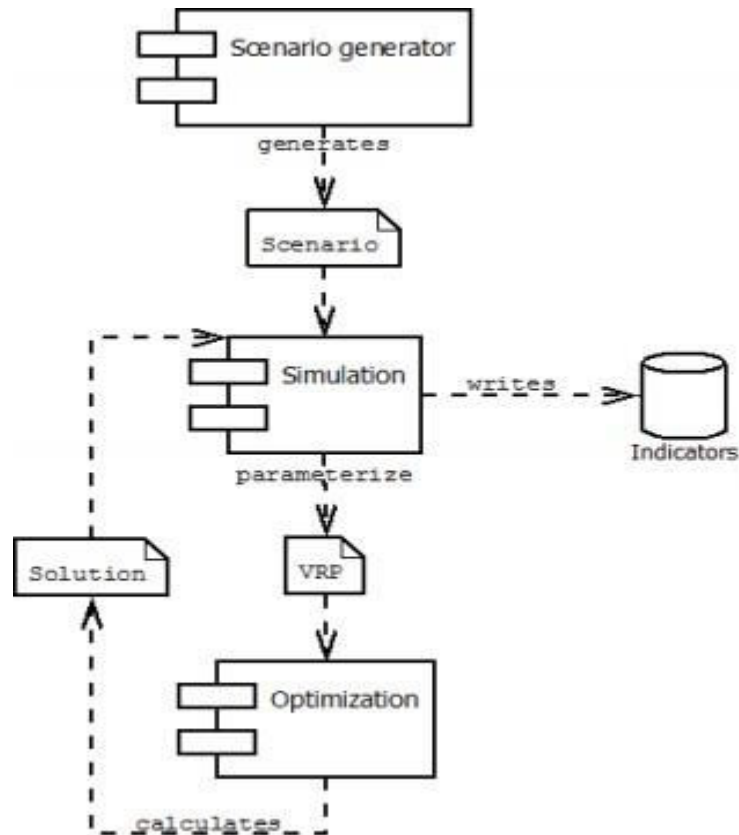 Scenario generator
generates
Scenario
Simulation
writes
Indicators
parameterize
Solution
VRP
Optimization
calculates